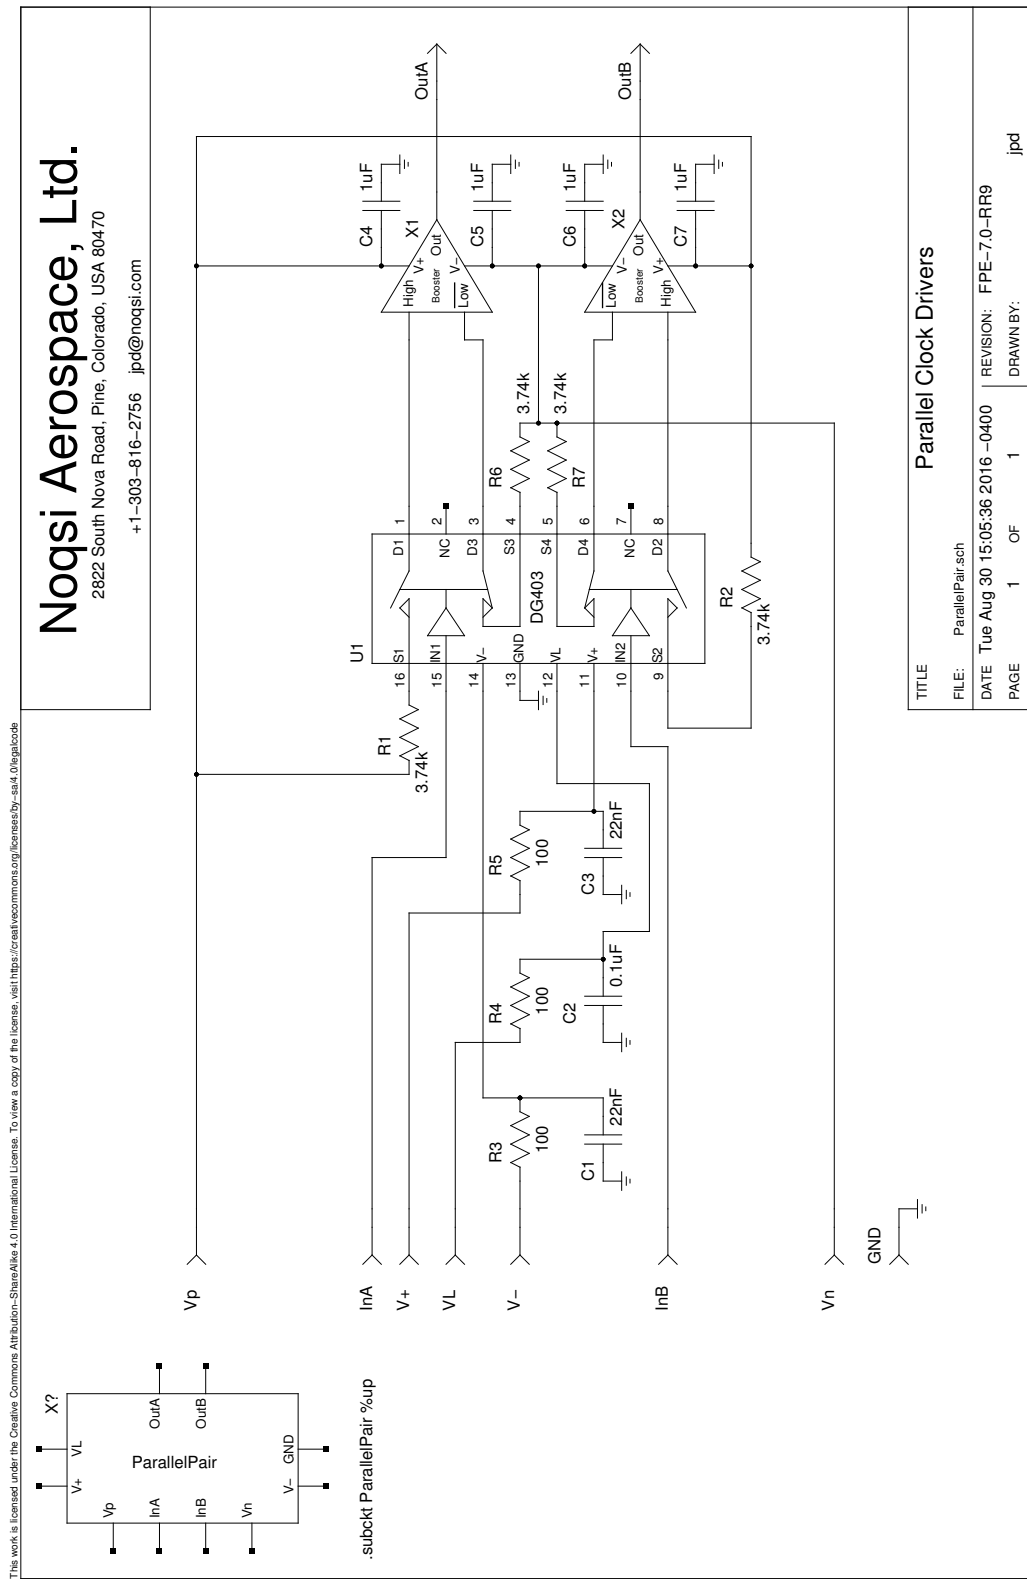 This work is licensed under the Creative Commons Attribution−ShareAlike 4.0 International License. To view a copy of the license, visit https://creativecommons.org/licenses/by−sa/4.0/legalcode
Noqsi Aerospace, Ltd.
2822 South Nova Road, Pine, Colorado, USA 80470
+1−303−816−2756 jpd@noqsi.com
X?
V+
VL
Vp
InA
InB
Vn
ParallelPair
OutA
OutB
V−
GND
.subckt ParallelPair %up
Vp
InA
V+
VL
V−
InB
Vn
GND
R3
100
C1
22nF
R4
100
C2
0.1uF
R5
100
C3
22nF
R1
3.74k
U1
16
S1
15
IN1
14
V−
13
GND
12
VL
11
V+
10
IN2
9
S2
DG403
D1
1
NC
2
D3
3
S3
4
S4
5
D4
6
NC
7
D2
8
R2
3.74k
R6
3.74k
R7
3.74k
C4
1uF
X1
High
V+
Booster
Out
Low
V−
C5
1uF
C6
1uF
X2
Low
V−
Booster
Out
High
V+
C7
1uF
OutA
OutB
TITLE
Parallel Clock Drivers
FILE: ParallelPair.sch
REVISION: FPE−7.0−RR9
DATE Tue Aug 30 15:05:36 2016 −0400
PAGE 1 OF 1
DRAWN BY: jpd